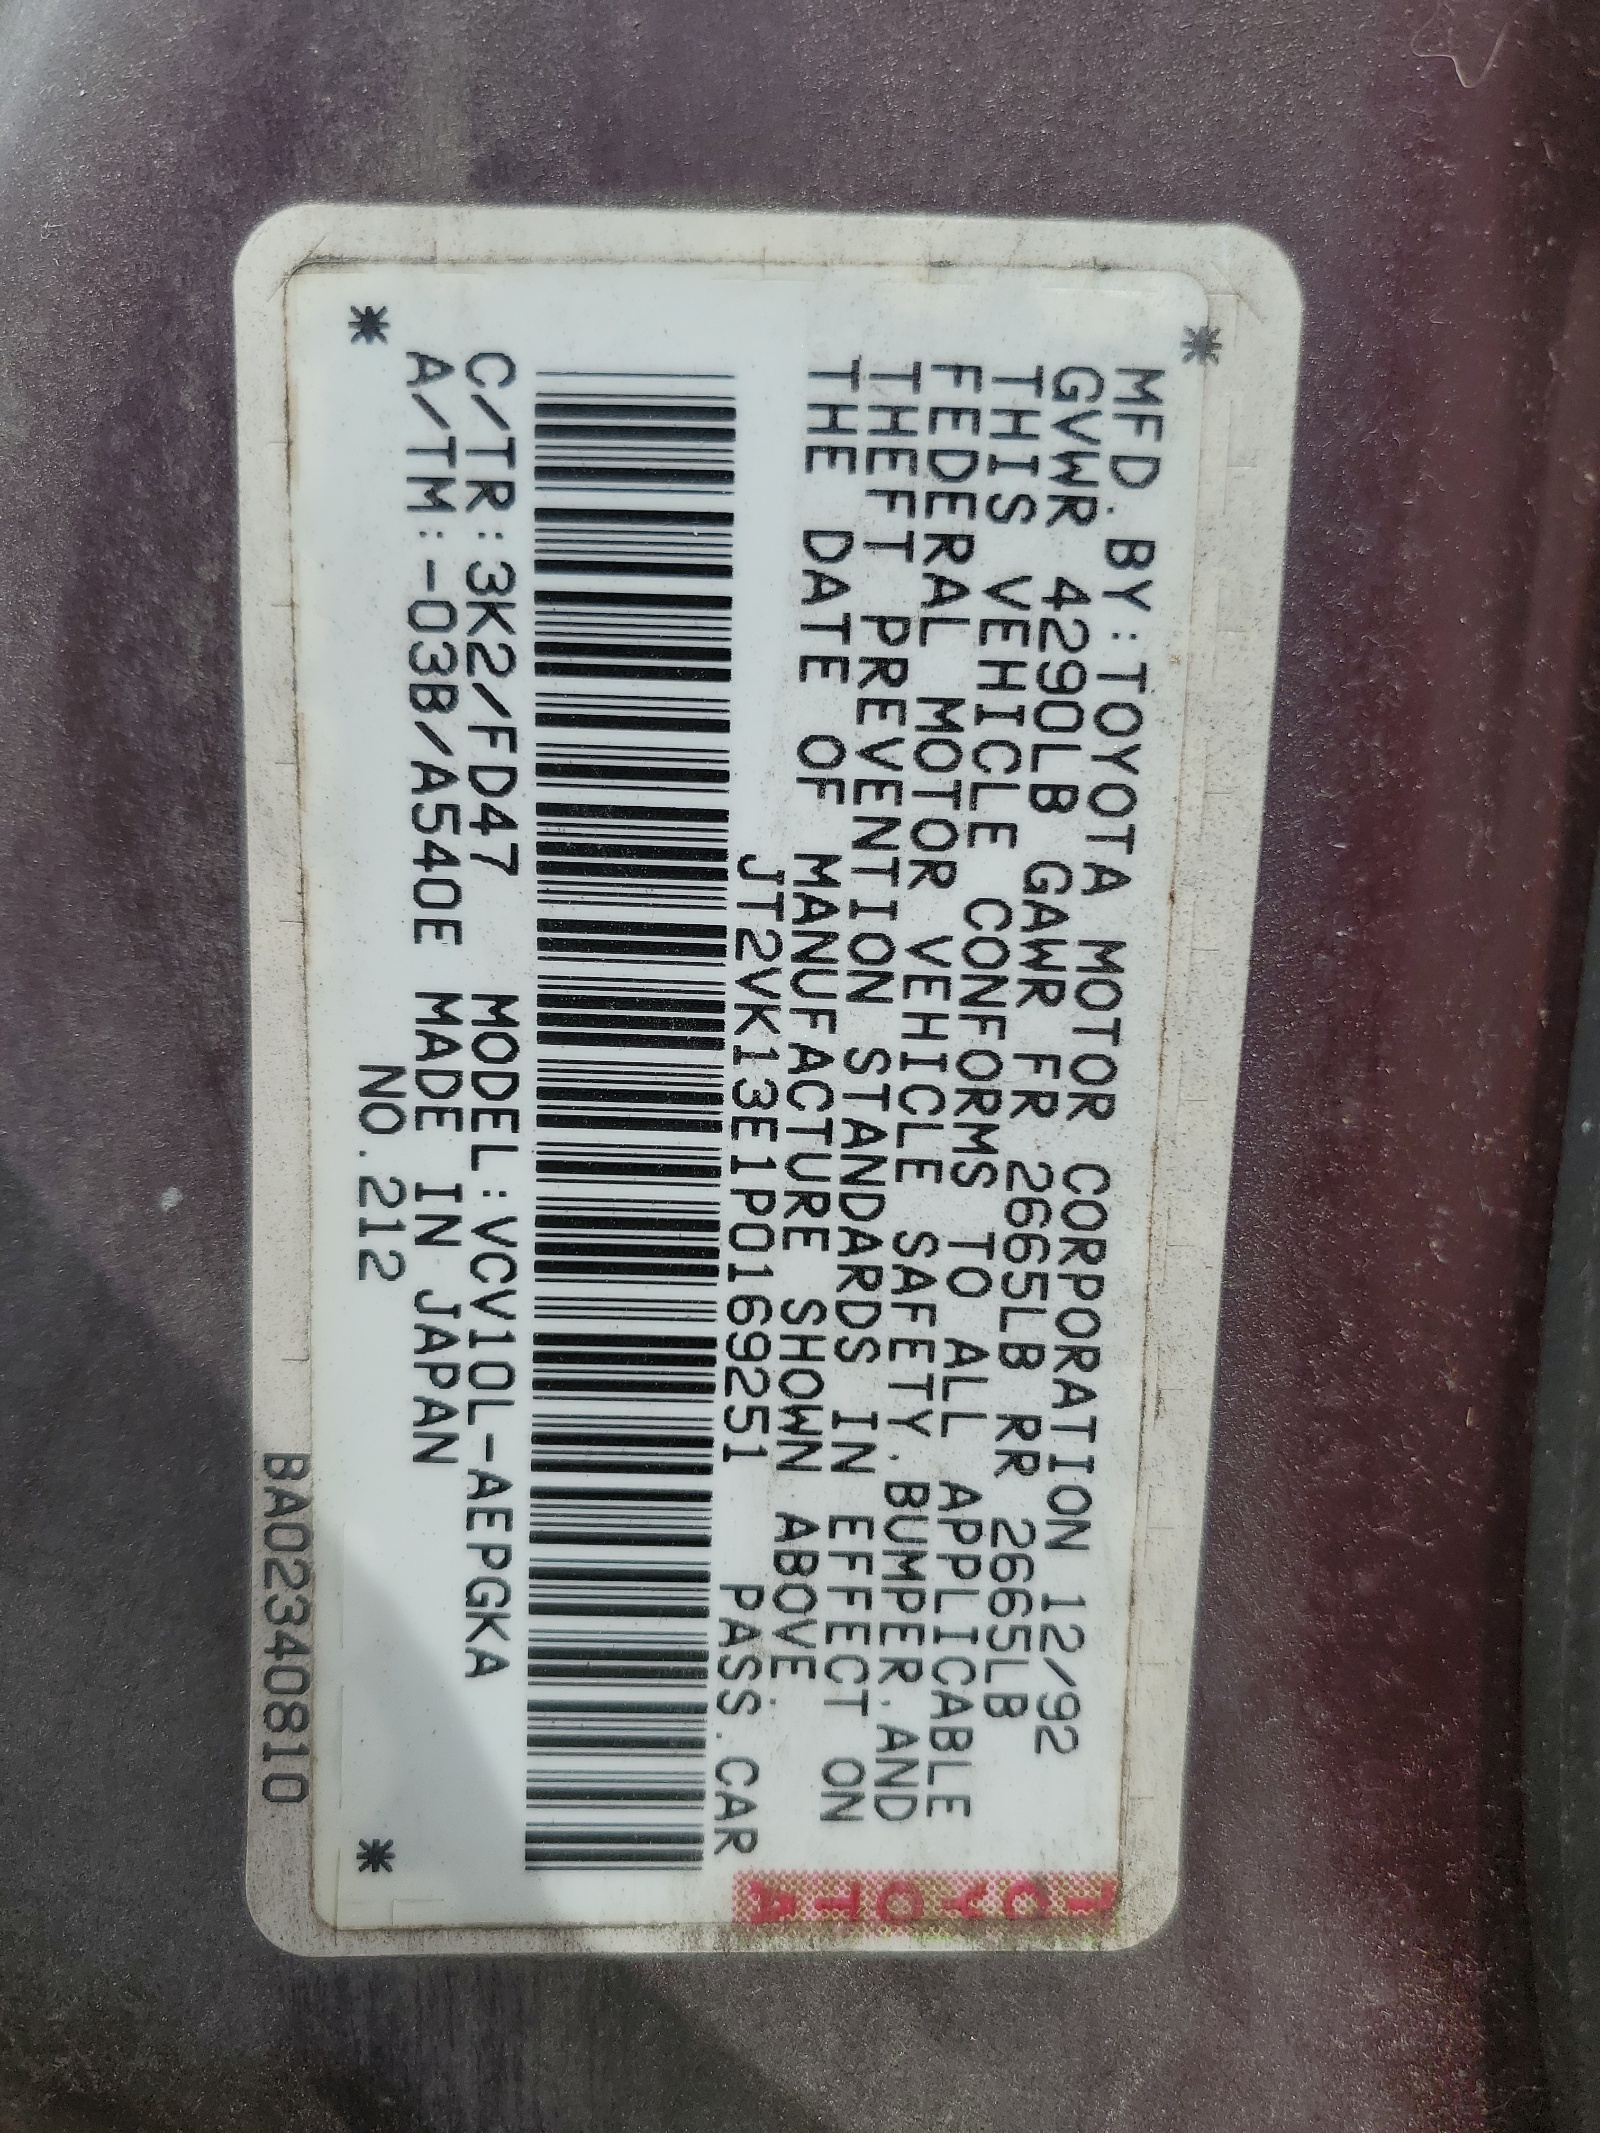 MFD.BY:TOYOTA MOTOR CORPORATION 12/92
GVWR 4290LB GAWR FR 2665LB RR 2665LB
THIS VEHICLE CONFORMS TO ALL APPLICABLE
FEDERAL MOTOR VEHICLE SAFETY.BUMPER.AND
THEFT PREVENTION STANDARDS IN EFFECT ON
THE DATE OF MANUFACTURE SHOWN ABOVE.
JT2VK13E1P0169251 PASS.CAR
C/TR:3K2/FD47 MODEL:VCV10L-AEPGKA
A/TM:-03B/A540E MADE IN JAPAN
NO.212
BA02340810
TOYOTA